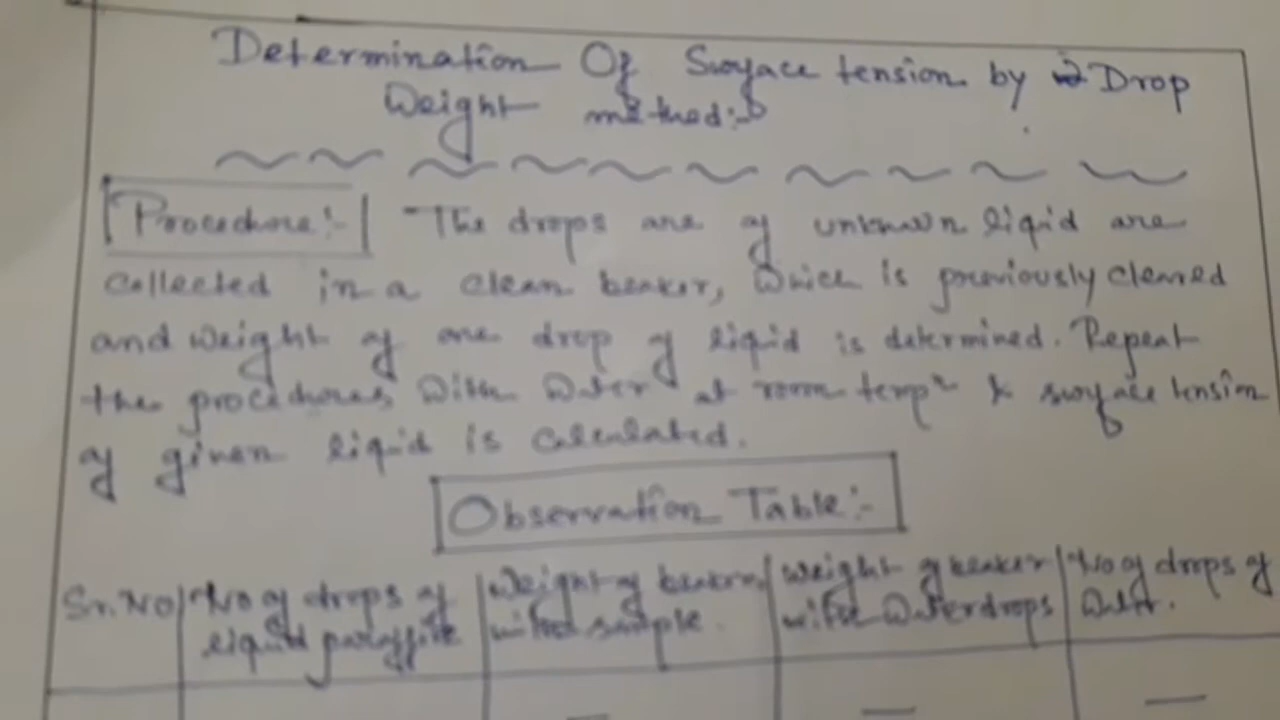 Determination Of Surface tension by Drop
Weight method:-
Procedure:- The drops are of unknown liquid are
collected in a clean beaker, Which is previously cleaned
and weight of one drop of liquid is determined. Repeat
the procedures With Water at room tempr & surface tension
of given liquid is Calculated.
Observation Table:-
Sr.No
No of drops of
liquid paraffin
Weight of beaker
with sample.
weight of beaker
with Water drops
No of drops of
Water.